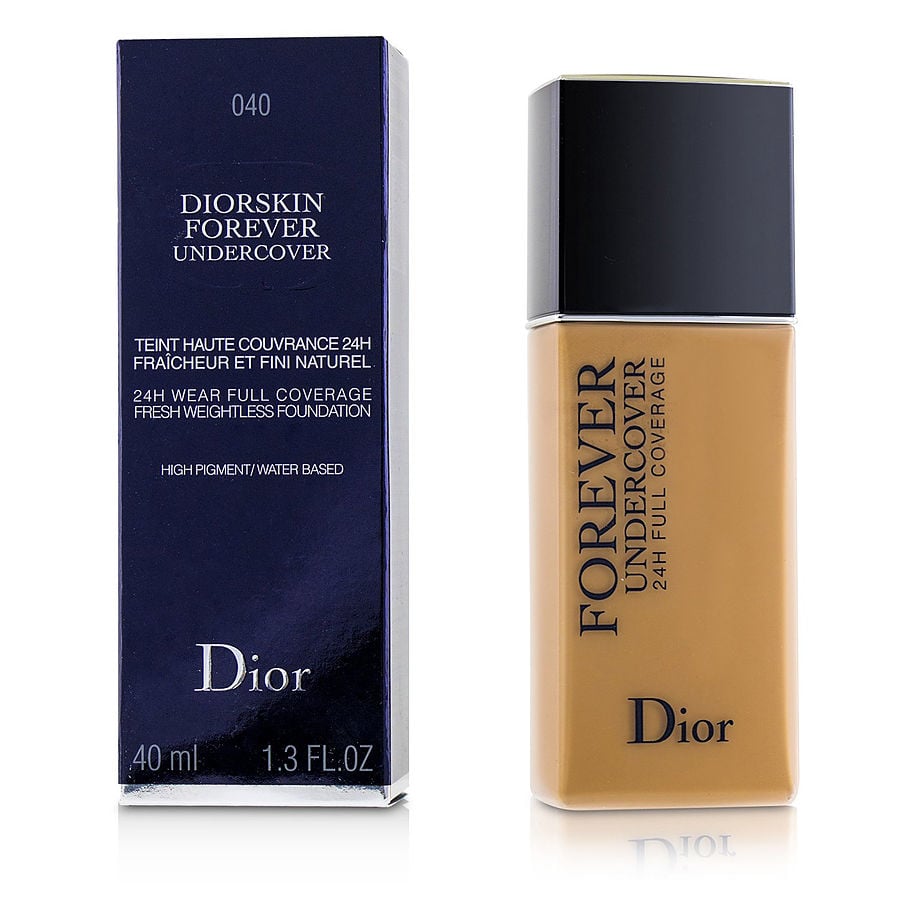 040
DIORSKIN
FOREVER
UNDERCOVER
TEINT HAUTE COUVRANCE 24H
FRAÎCHEUR ET FINI NATUREL
24H WEAR FULL COVERAGE
FRESH WEIGHTLESS FOUNDATION
HIGH PIGMENT/WATER BASED
Dior
40 ml 1.3 FL.OZ
FOREVER
UNDERCOVER
24H FULL COVERAGE
Dior